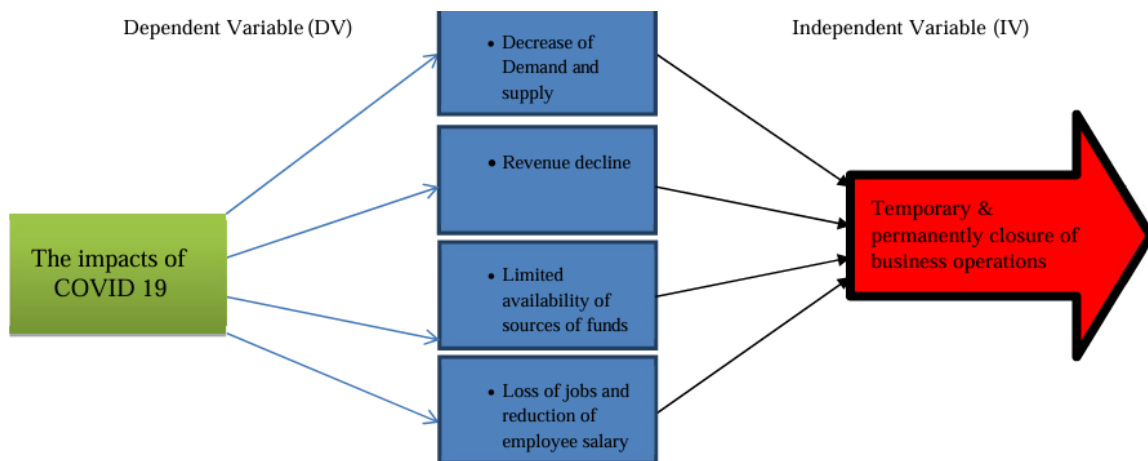 Dependent Variable (DV)
Independent Variable (IV)
• Decrease of
Demand and
supply
• Revenue decline
• Limited
availability of
sources of funds
• Loss of jobs and
reduction of
employee salary
The impacts of
COVID 19
Temporary &
permanently closure of
business operations